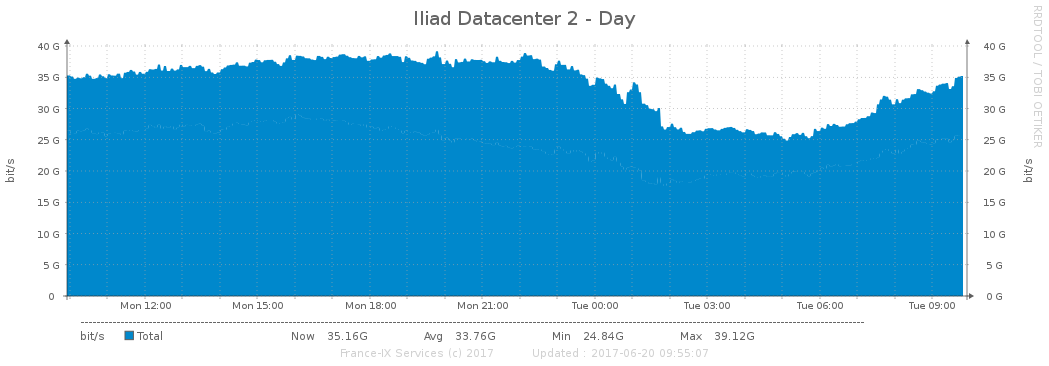 Iliad Datacenter 2 - Day
RRDTOOL / TOBI OETIKER
40 G 40 G
35 G 35 G
30 G 30 G
25 G 25 G
20 G 20 G
15 G 15 G
10 G 10 G
5 G 5 G
0 0 G
bit/s bit/s
Mon 12:00 Mon 15:00 Mon 18:00 Mon 21:00 Tue 00:00 Tue 03:00 Tue 06:00 Tue 09:00
bit/s Total Now 35.16G Avg 33.76G Min 24.84G Max 39.12G
France-IX Services (c) 2017 Updated : 2017-06-20 09:55:07